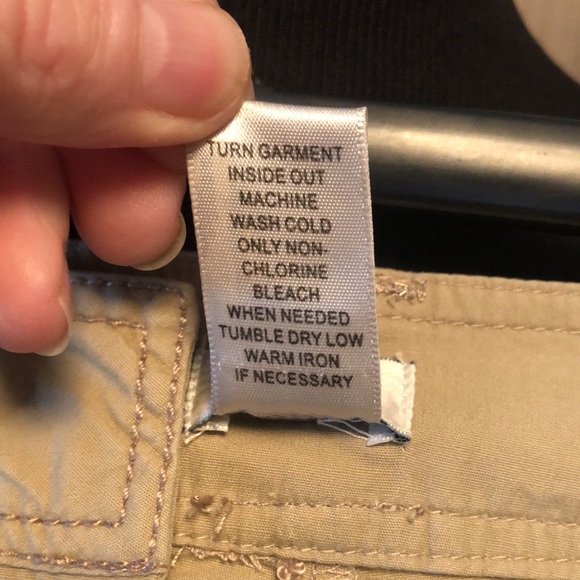 TURN GARMENT
INSIDE OUT
MACHINE
WASH COLD
ONLY NON-
CHLORINE
BLEACH
WHEN NEEDED
TUMBLE DRY LOW
WARM IRON
IF NECESSARY